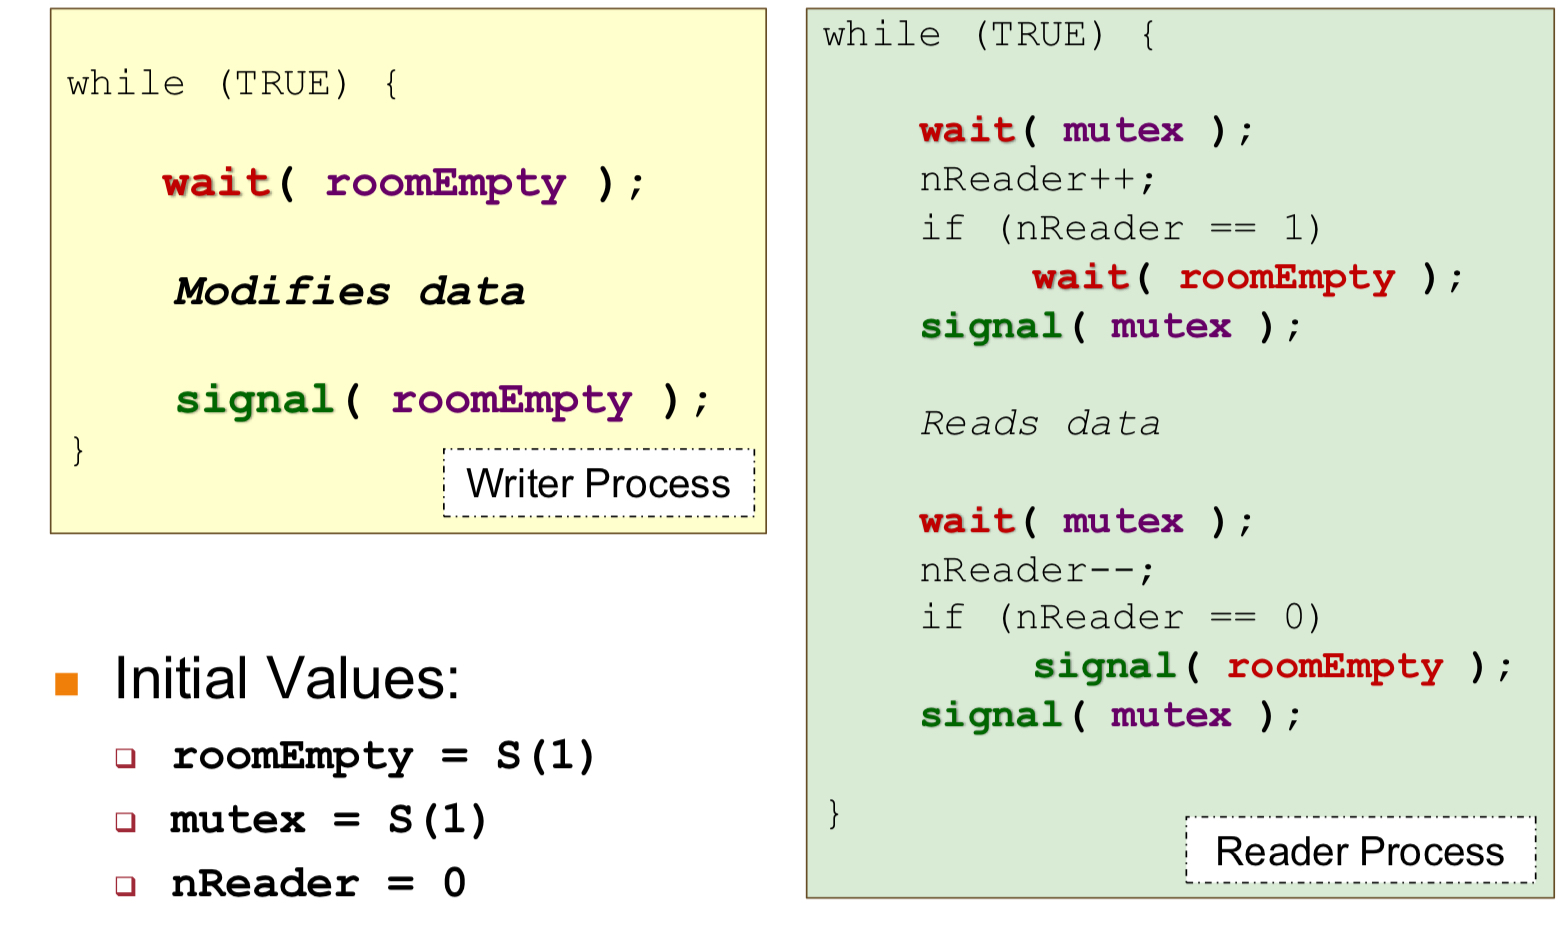 while (TRUE) {
wait( roomEmpty );
Modifies data
signal( roomEmpty );
}
Writer Process
Initial Values:
roomEmpty = S(1)
mutex = S(1)
nReader = 0
while (TRUE) {
wait( mutex );
nReader++;
if (nReader == 1)
wait( roomEmpty );
signal( mutex );
Reads data
wait( mutex );
nReader--;
if (nReader == 0)
signal( roomEmpty );
signal( mutex );
}
Reader Process